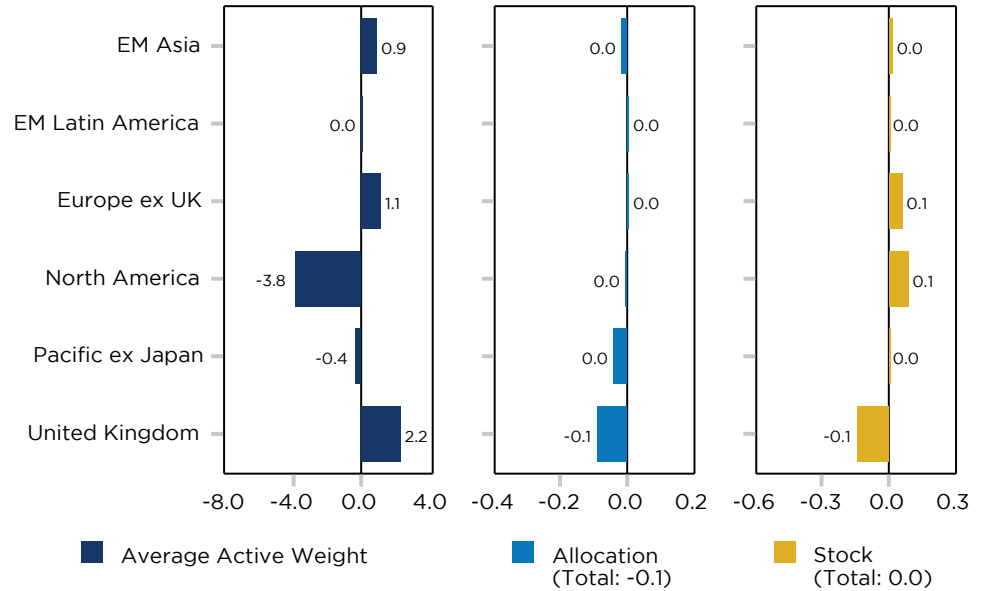 EM Asia 0.9 0.0 0.0
EM Latin America 0.0 0.0 0.0
Europe ex UK 1.1 0.0 0.1
North America -3.8 0.0 0.1
Pacific ex Japan -0.4 0.0 0.0
United Kingdom 2.2 -0.1 -0.1
-8.0 -4.0 0.0 4.0 -0.4 -0.2 0.0 0.2 -0.6 -0.3 0.0 0.3
Average Active Weight Allocation Stock
(Total: -0.1) (Total: 0.0)